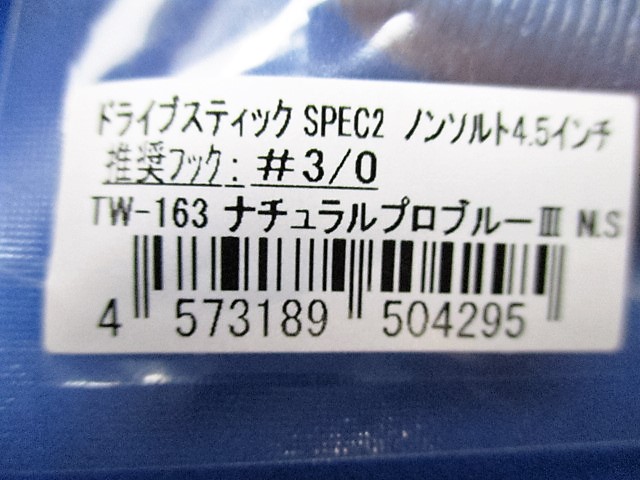 ドライブスティック SPEC2 ノンソルト4.5インチ
推奨フック: #3/0
TW-163 ナチュラルプロブルーⅢ N.S
4 573189 504295